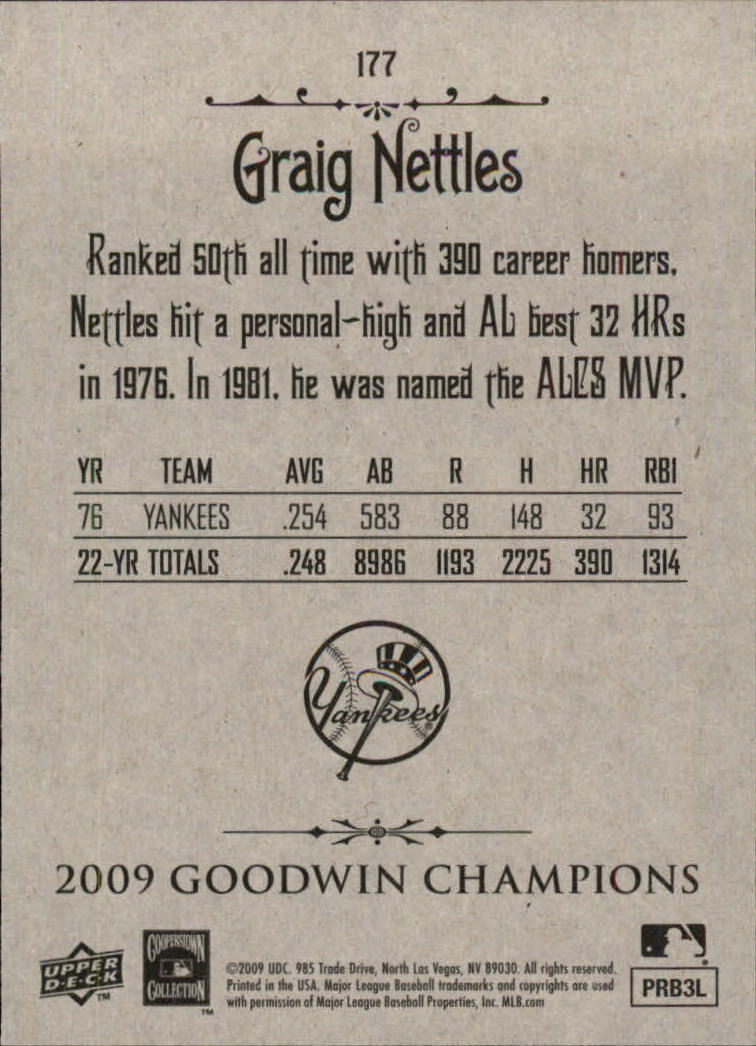 177
Graig Nettles
Ranked 50th all time with 390 career homers,
Nettles hit a personal-high and AL best 32 HRs
in 1976. In 1981, he was named the ALCS MVP.
YR TEAM AVG AB R H HR RBI
76 YANKEES .254 583 88 148 32 93
22-YR TOTALS .248 8986 1193 2225 390 1314
Yankees®
2009 GOODWIN CHAMPIONS
UPPER
D·E·C·K
TM
COOPERSTOWN
COLLECTION
TM
©2009 UDC. 985 Trade Drive, North Las Vegas, NV 89030. All rights reserved.
Printed in the USA. Major League Baseball trademarks and copyrights are used
with permission of Major League Baseball Properties, Inc. MLB.com
PRB3L